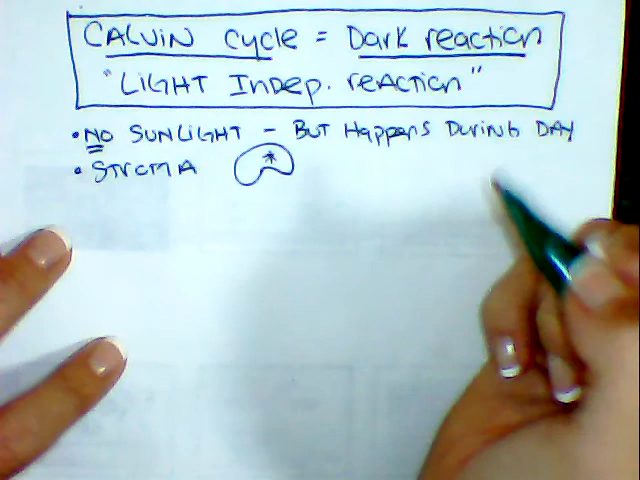 CALVIN cycle = Dark reaction
"LIGHT Indep. reaction"
• NO SUNLIGHT - BUT Happens During DAY
• Stroma